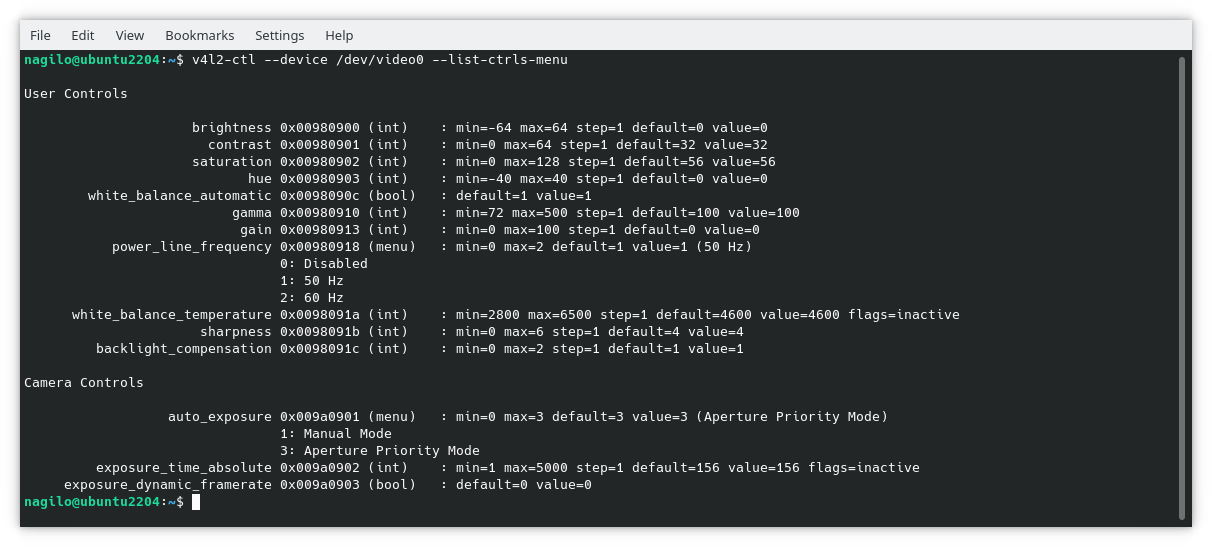 File Edit View Bookmarks Settings Help
nagilo@ubuntu2204:~$ v4l2-ctl --device /dev/video0 --list-ctrls-menu
User Controls
brightness 0x00980900 (int) : min=-64 max=64 step=1 default=0 value=0
contrast 0x00980901 (int) : min=0 max=64 step=1 default=32 value=32
saturation 0x00980902 (int) : min=0 max=128 step=1 default=56 value=56
hue 0x00980903 (int) : min=-40 max=40 step=1 default=0 value=0
white_balance_automatic 0x0098090c (bool) : default=1 value=1
gamma 0x00980910 (int) : min=72 max=500 step=1 default=100 value=100
gain 0x00980913 (int) : min=0 max=100 step=1 default=0 value=0
power_line_frequency 0x00980918 (menu) : min=0 max=2 default=1 value=1 (50 Hz)
0: Disabled
1: 50 Hz
2: 60 Hz
white_balance_temperature 0x0098091a (int) : min=2800 max=6500 step=1 default=4600 value=4600 flags=inactive
sharpness 0x0098091b (int) : min=0 max=6 step=1 default=4 value=4
backlight_compensation 0x0098091c (int) : min=0 max=2 step=1 default=1 value=1
Camera Controls
auto_exposure 0x009a0901 (menu) : min=0 max=3 default=3 value=3 (Aperture Priority Mode)
1: Manual Mode
3: Aperture Priority Mode
exposure_time_absolute 0x009a0902 (int) : min=1 max=5000 step=1 default=156 value=156 flags=inactive
exposure_dynamic_framerate 0x009a0903 (bool) : default=0 value=0
nagilo@ubuntu2204:~$